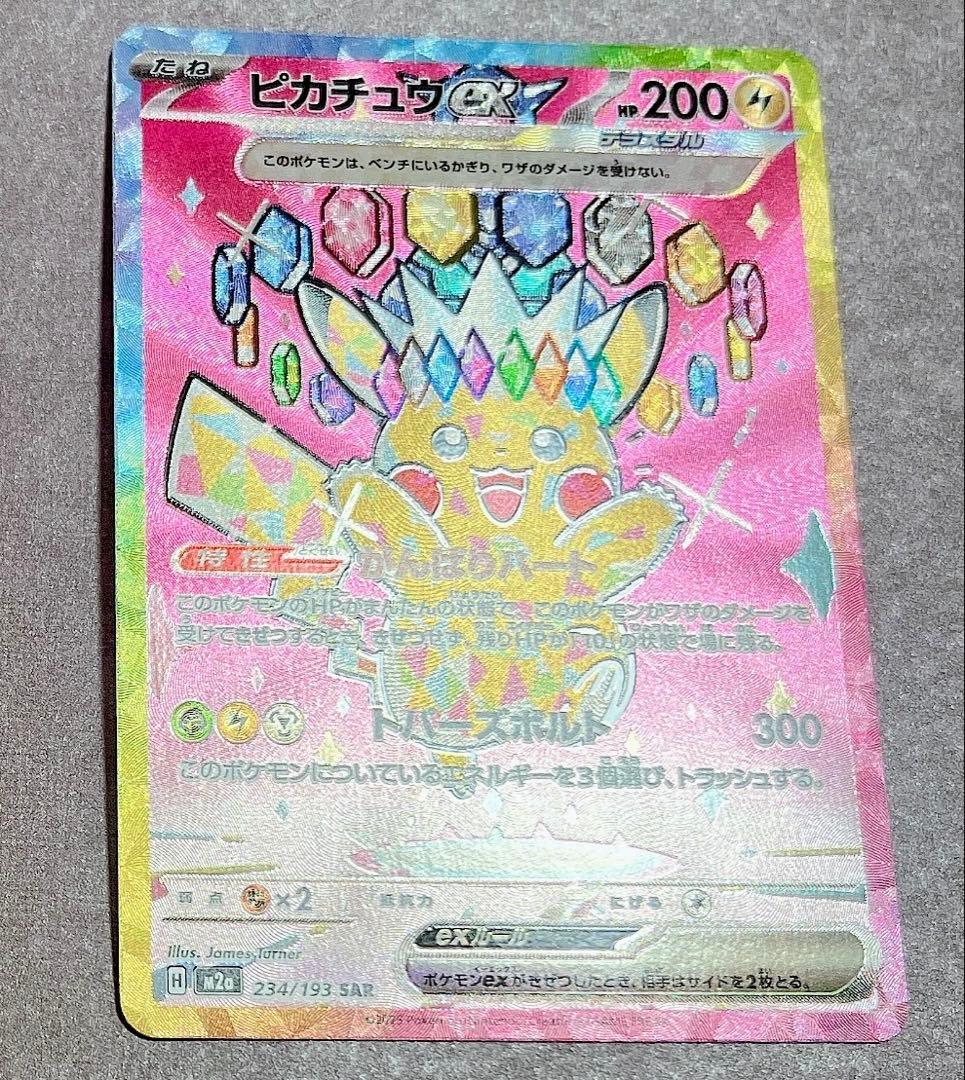 たね
ピカチュウex
HP 200
テラスタル
このポケモンは、ベンチにいるかぎり、ワザのダメージを受けない。
特性 とくせい がんばりハート
このポケモンのHPがまんたんの状態で、このポケモンがワザのダメージを
受けてきぜつするとき、きぜつせず、残りHPが「10」の状態で場に残る。
トパーズボルト 300
このポケモンについているエネルギーを3個選び、トラッシュする。
弱点 ×2 抵抗力 にげる
exルール
ポケモンexがきぜつしたとき、相手はサイドを2枚とる。
Illus. James Turner
H M2a 234/193 SAR
©2025 Pokémon